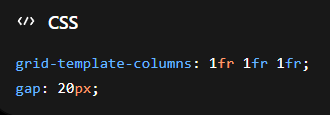 CSS
grid-template-columns: 1fr 1fr 1fr;
gap: 20px;